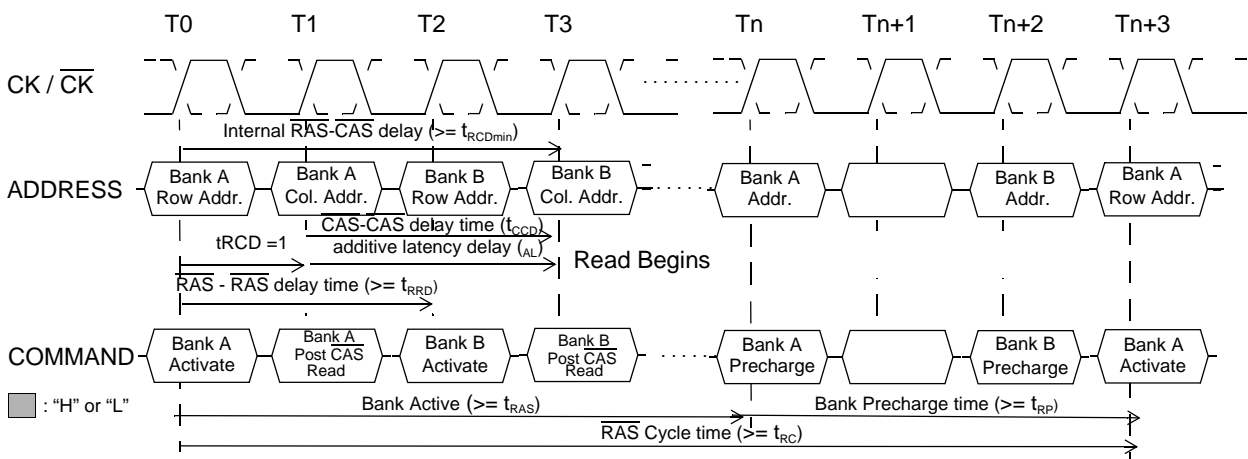 T0 T1 T2 T3 Tn Tn+1 Tn+2 Tn+3
CK / CK
Internal RAS-CAS delay (>= tRCDmin)
ADDRESS
Bank A Row Addr.
Bank A Col. Addr.
Bank B Row Addr.
Bank B Col. Addr.
Bank A Addr.
Bank B Addr.
Bank A Row Addr.
CAS-CAS delay time (tCCD)
tRCD =1
additive latency delay (AL)
Read Begins
RAS - RAS delay time (>= tRRD)
COMMAND
Bank A Activate
Bank A Post CAS Read
Bank B Activate
Bank B Post CAS Read
Bank A Precharge
Bank B Precharge
Bank A Activate
: “H” or “L”
Bank Active (>= tRAS)
Bank Precharge time (>= tRP)
RAS Cycle time (>= tRC)